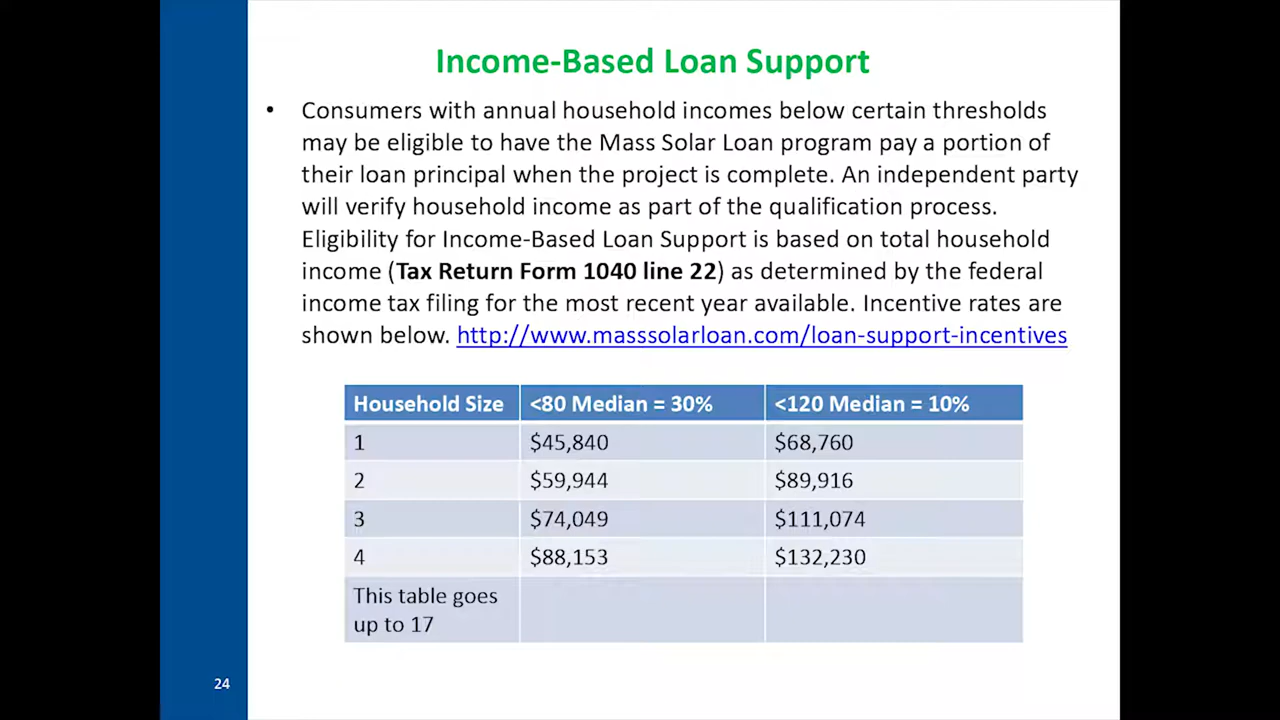 Income-Based Loan Support
• Consumers with annual household incomes below certain thresholds
may be eligible to have the Mass Solar Loan program pay a portion of
their loan principal when the project is complete. An independent party
will verify household income as part of the qualification process.
Eligibility for Income-Based Loan Support is based on total household
income (Tax Return Form 1040 line 22) as determined by the federal
income tax filing for the most recent year available. Incentive rates are
shown below. http://www.masssolarloan.com/loan-support-incentives
Household Size <80 Median = 30% <120 Median = 10%
1 $45,840 $68,760
2 $59,944 $89,916
3 $74,049 $111,074
4 $88,153 $132,230
This table goes
up to 17
24